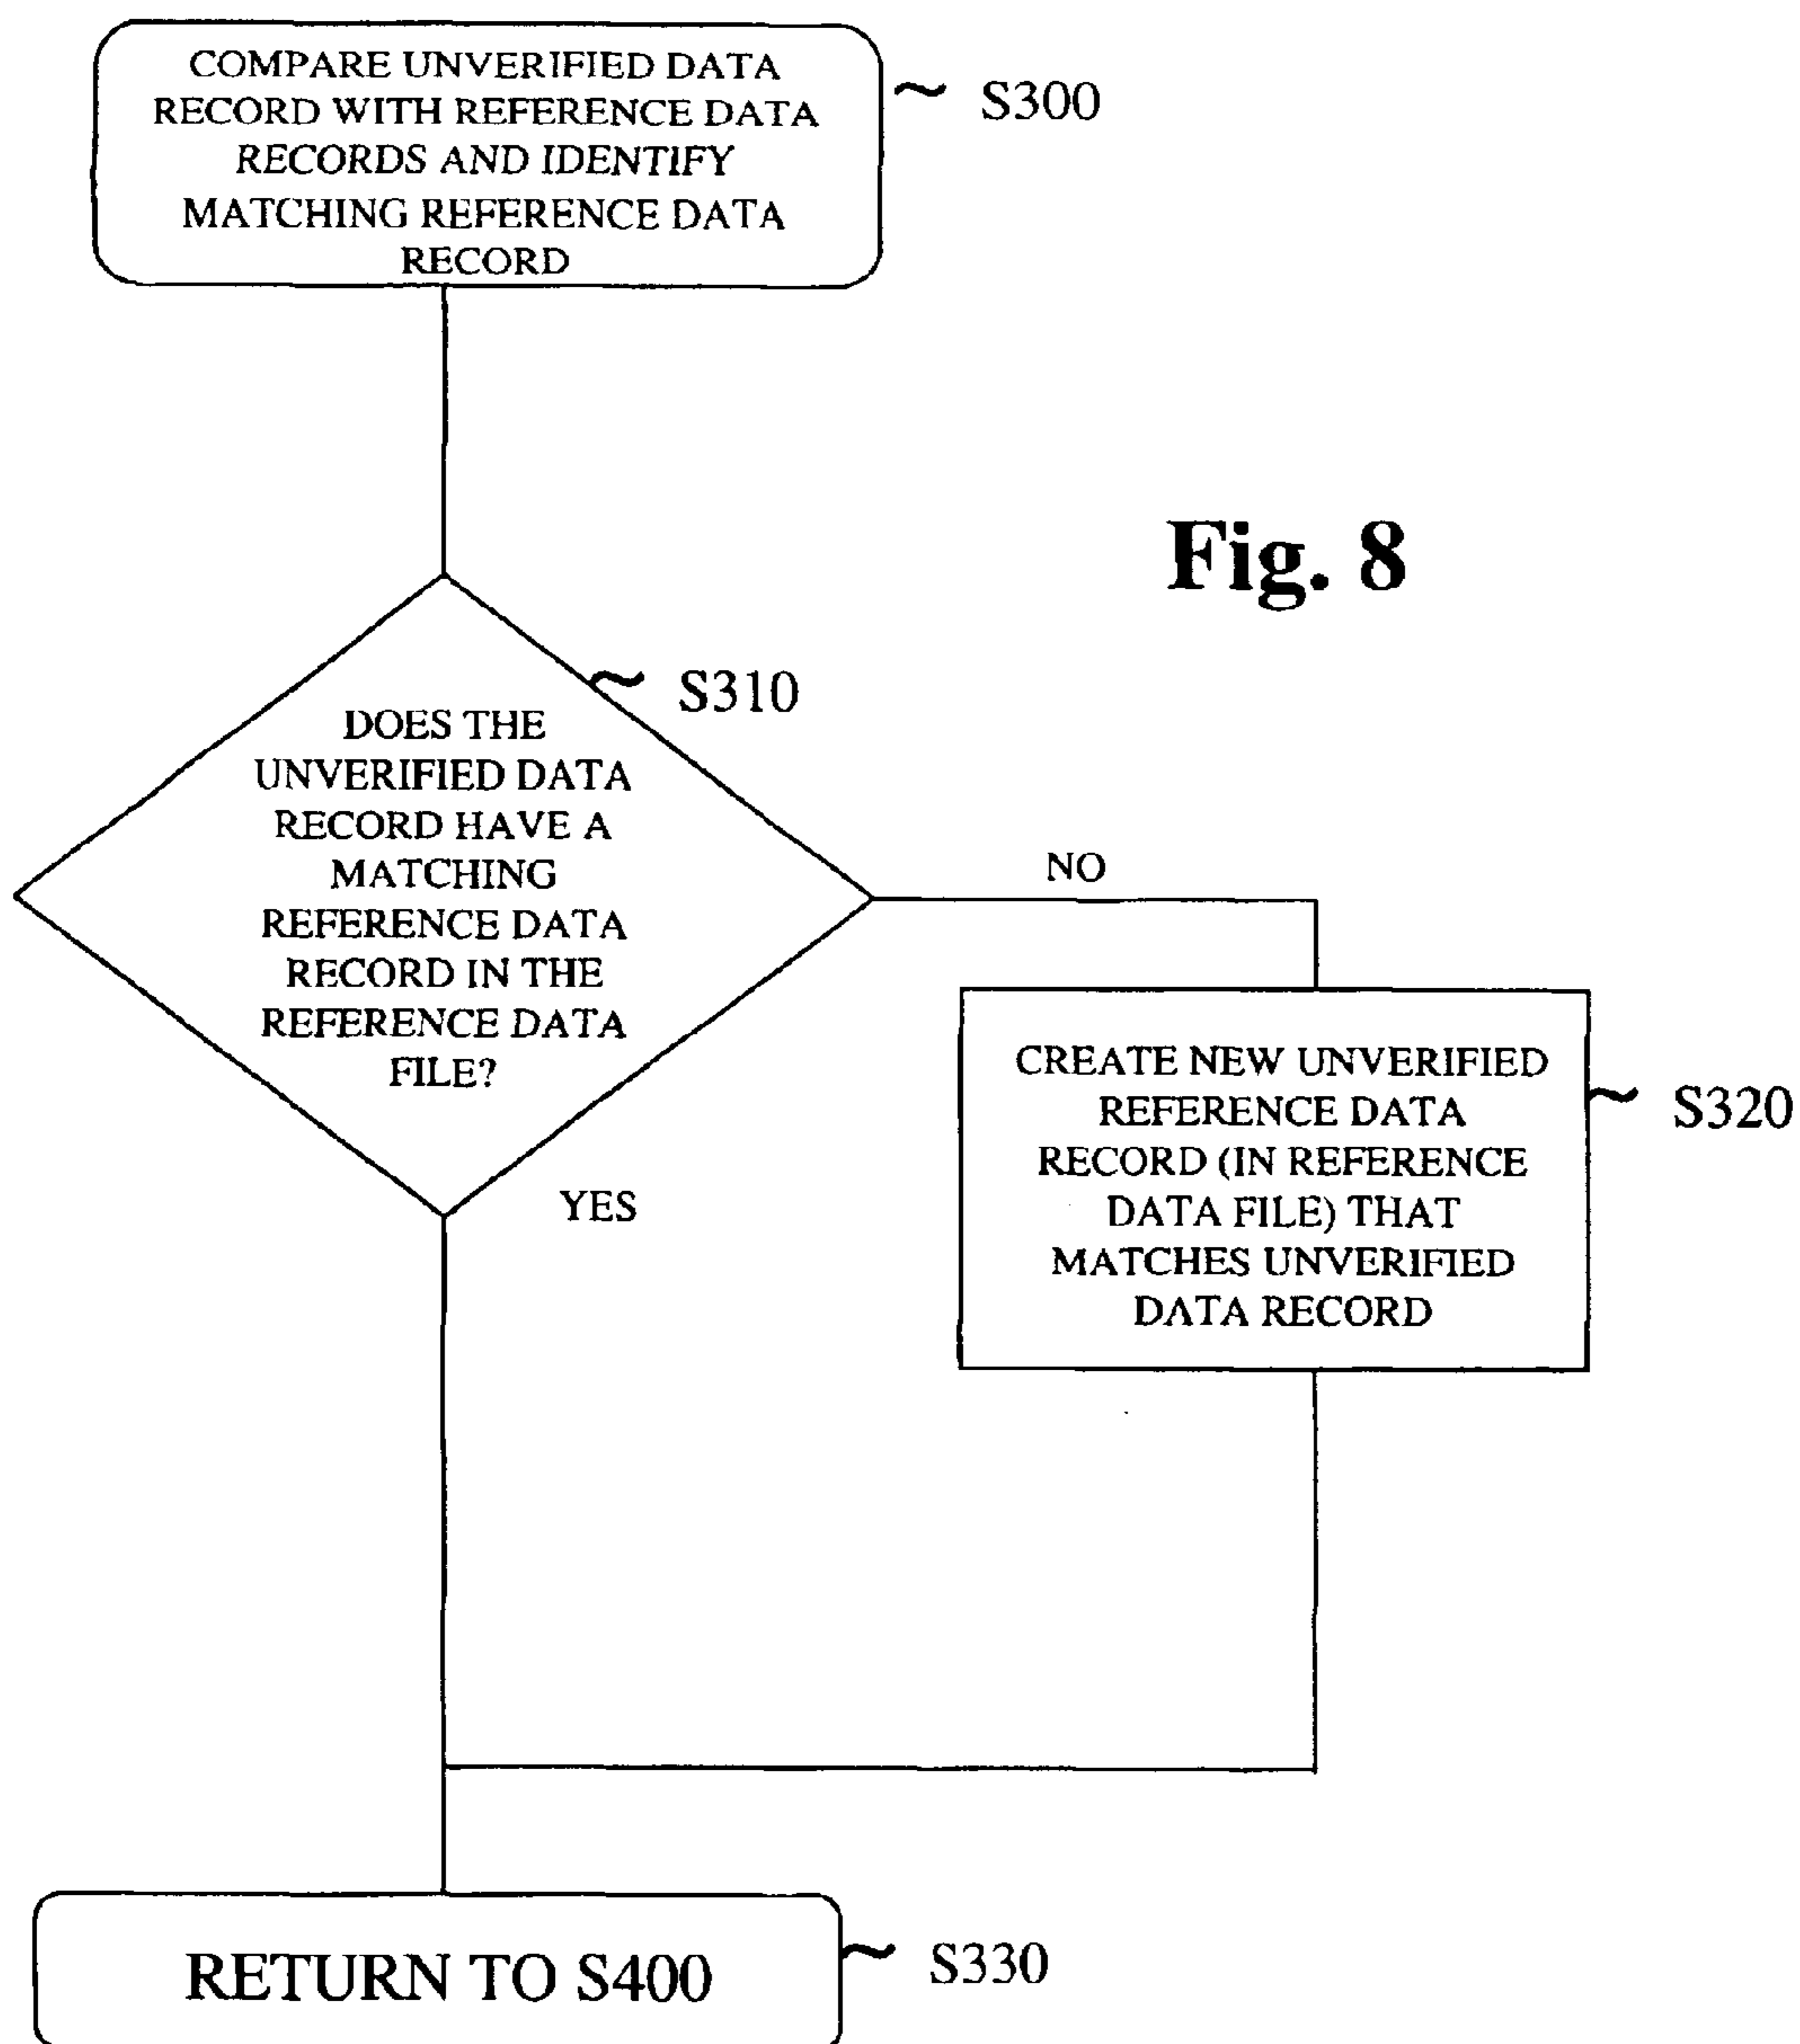 COMPARE UNVERIFIED DATA
RECORD WITH REFERENCE DATA
RECORDS AND IDENTIFY
MATCHING REFERENCE DATA
RECORD
S300
Fig. 8
S310
DOES THE
UNVERIFIED DATA
RECORD HAVE A
MATCHING
REFERENCE DATA
RECORD IN THE
REFERENCE DATA
FILE?
NO
YES
CREATE NEW UNVERIFIED
REFERENCE DATA
RECORD (IN REFERENCE
DATA FILE) THAT
MATCHES UNVERIFIED
DATA RECORD
S320
RETURN TO S400
S330